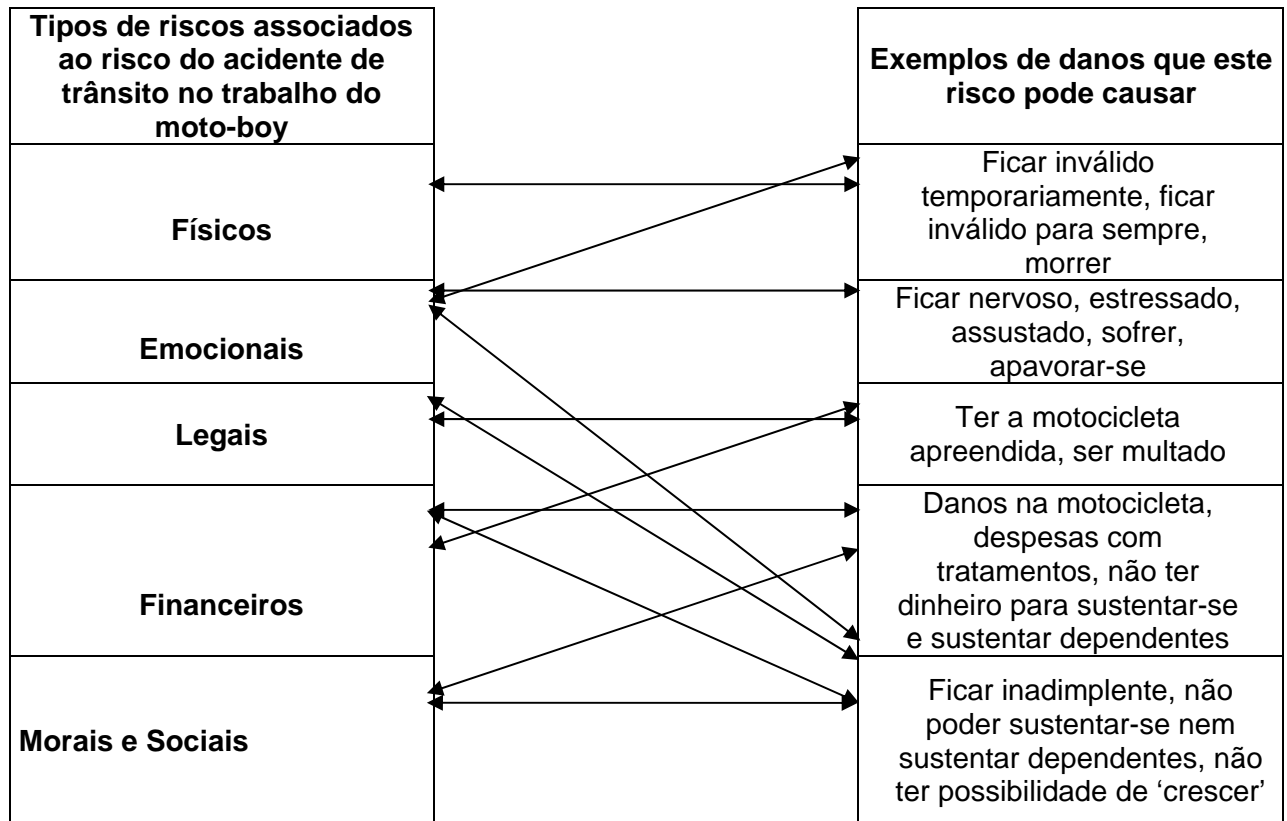 Tipos de riscos associados
ao risco do acidente de
trânsito no trabalho do
moto-boy
Exemplos de danos que este
risco pode causar
Físicos
Ficar inválido
temporariamente, ficar
inválido para sempre,
morrer
Emocionais
Ficar nervoso, estressado,
assustado, sofrer,
apavorar-se
Legais
Ter a motocicleta
apreendida, ser multado
Financeiros
Danos na motocicleta,
despesas com
tratamentos, não ter
dinheiro para sustentar-se
e sustentar dependentes
Morais e Sociais
Ficar inadimplente, não
poder sustentar-se nem
sustentar dependentes, não
ter possibilidade de ‘crescer’